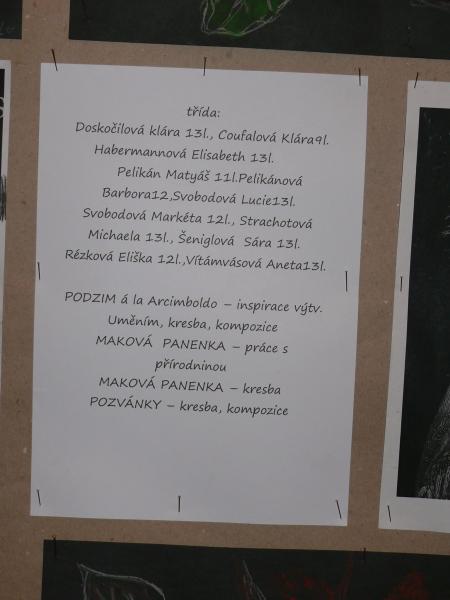 třída:
Doskočilová klára 13l., Coufalová Klára9l.
Habermannová Elisabeth 13l.
Pelikán Matyáš 11l.Pelikánová
Barbora12,Svobodová Lucie13l.
Svobodová Markéta 12l., Strachotová
Michaela 13l., Šeniglová Sára 13l.
Rézková Eliška 12l.,Vítámvásová Aneta13l.
PODZIM á la Arcimboldo – inspirace výtv.
Uměním, kresba, kompozice
MAKOVÁ PANENKA – práce s
přírodninou
MAKOVÁ PANENKA – kresba
POZVÁNKY – kresba, kompozice